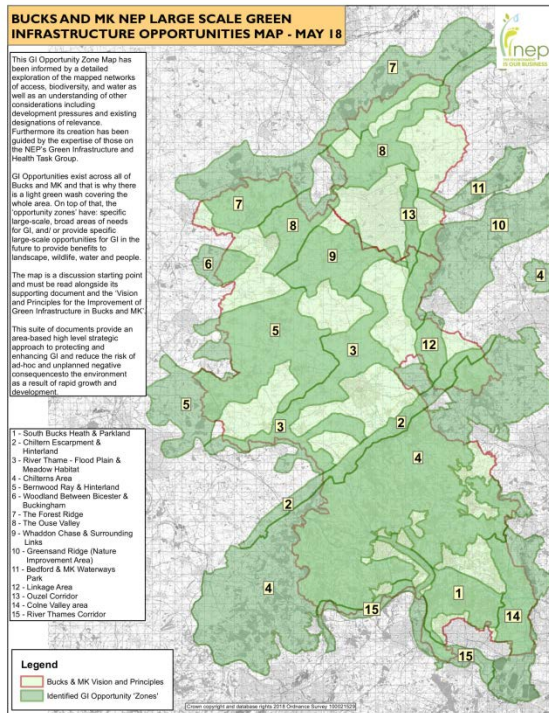 BUCKS AND MK NEP LARGE SCALE GREEN
INFRASTRUCTURE OPPORTUNITIES MAP - MAY 18
nep
IS OUR BUSINESS
This GI Opportunity Zone Map has
been informed by a detailed
exploration of the mapped networks
of access, biodiversity, and water as
well as an understanding of other
considerations including
development pressures and existing
designations of relevance.
Furthermore its creation has been
guided by the expertise of those on
the NEP's Green Infrastructure and
Health Task Group.
GI Opportunities exist across all of
Bucks and MK and that is why there
is a light green wash covering the
whole area. On top of that, the
'opportunity zones' have: specific
large-scale, broad areas of needs
for GI, and/ or provide specific
large-scale opportunities for GI in the
future to provide benefits to
landscape, wildlife, water and people.
The map is a discussion starting point
and must be read alongside its
supporting document and the 'Vision
and Principles for the Improvement of
Green Infrastructure in Bucks and MK'.
This suite of documents provide an
area-based high level strategic
approach to protecting and
enhancing GI and reduce the risk of
ad-hoc and unplanned negative
consequencesto the environment
as a result of rapid growth and
development.
7
8
7
11
13
10
8
9
6
4
5
12
3
5
2
3
4
2
4
1
14
15
15
1 - South Bucks Heath & Parkland
2 - Chiltern Escarpment &
Hinterland
3 - River Thame - Flood Plain &
Meadow Habitat
4 - Chilterns Area
5 - Bernwood Ray & Hinterland
6 - Woodland Between Bicester &
Buckingham
7 - The Forest Ridge
8 - The Ouse Valley
9 - Whaddon Chase & Surrounding
Links
10 - Greensand Ridge (Nature
Improvement Area)
11 - Bedford & MK Waterways
Park
12 - Linkage Area
13 - Ouzel Corridor
14 - Colne Valley area
15 - River Thames Corridor
Legend
Bucks & MK Vision and Principles
Identified GI Opportunity 'Zones'
Crown copyright and database rights 2018 Ordnance Survey